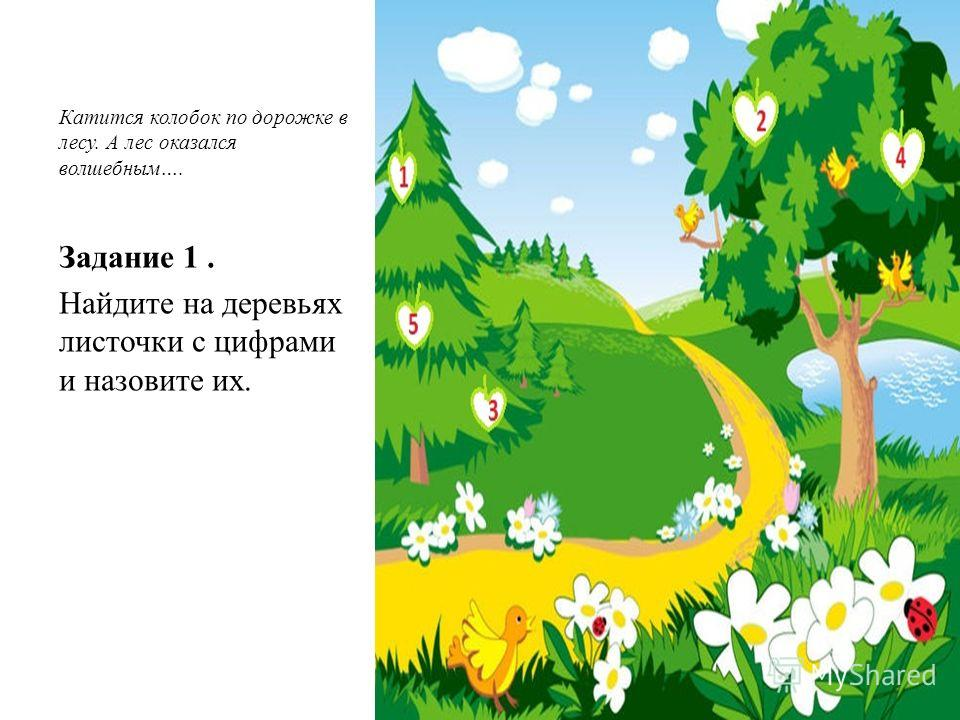 Катится колобок по дорожке в
лесу. А лес оказался
волшебным….
Задание 1 .
Найдите на деревьях
листочки с цифрами
и назовите их.
1
2
4
5
3
MyShared